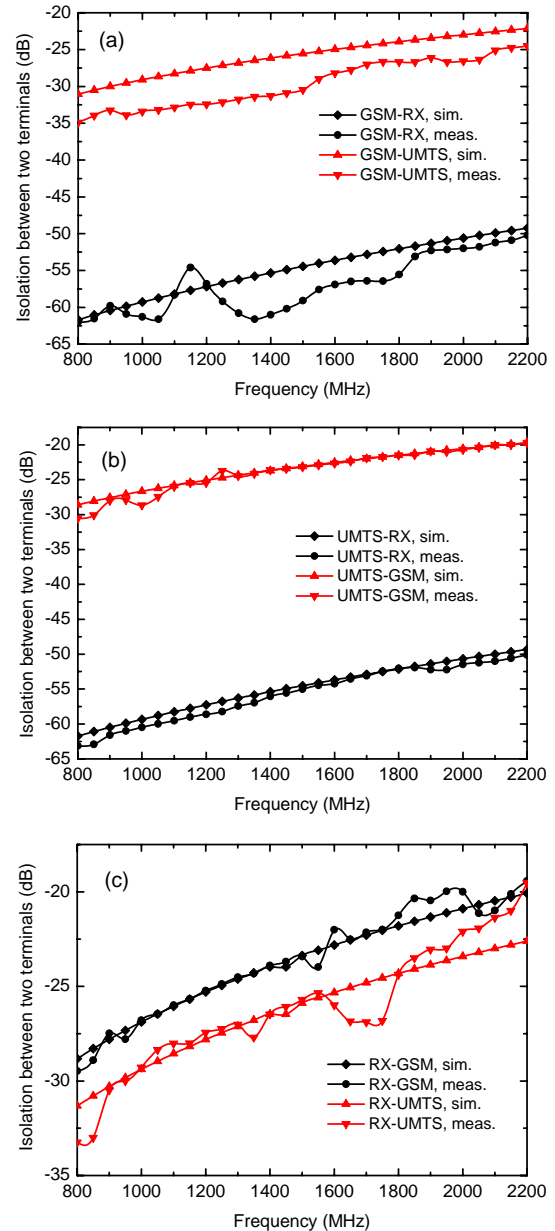 -20
(a)
-25
-30
-35
-40
-45
-50
-55
-60
-65
Isolation between two terminals (dB)
GSM-RX, sim.
GSM-RX, meas.
GSM-UMTS, sim.
GSM-UMTS, meas.
800 1000 1200 1400 1600 1800 2000 2200
Frequency (MHz)
(b)
-20
-25
-30
-35
-40
-45
-50
-55
-60
-65
Isolation between two terminals (dB)
UMTS-RX, sim.
UMTS-RX, meas.
UMTS-GSM, sim.
UMTS-GSM, meas.
800 1000 1200 1400 1600 1800 2000 2200
Frequency (MHz)
(c)
-20
-25
-30
-35
Isolation between two terminals (dB)
RX-GSM, sim.
RX-GSM, meas.
RX-UMTS, sim.
RX-UMTS, meas.
800 1000 1200 1400 1600 1800 2000 2200
Frequency (MHz)